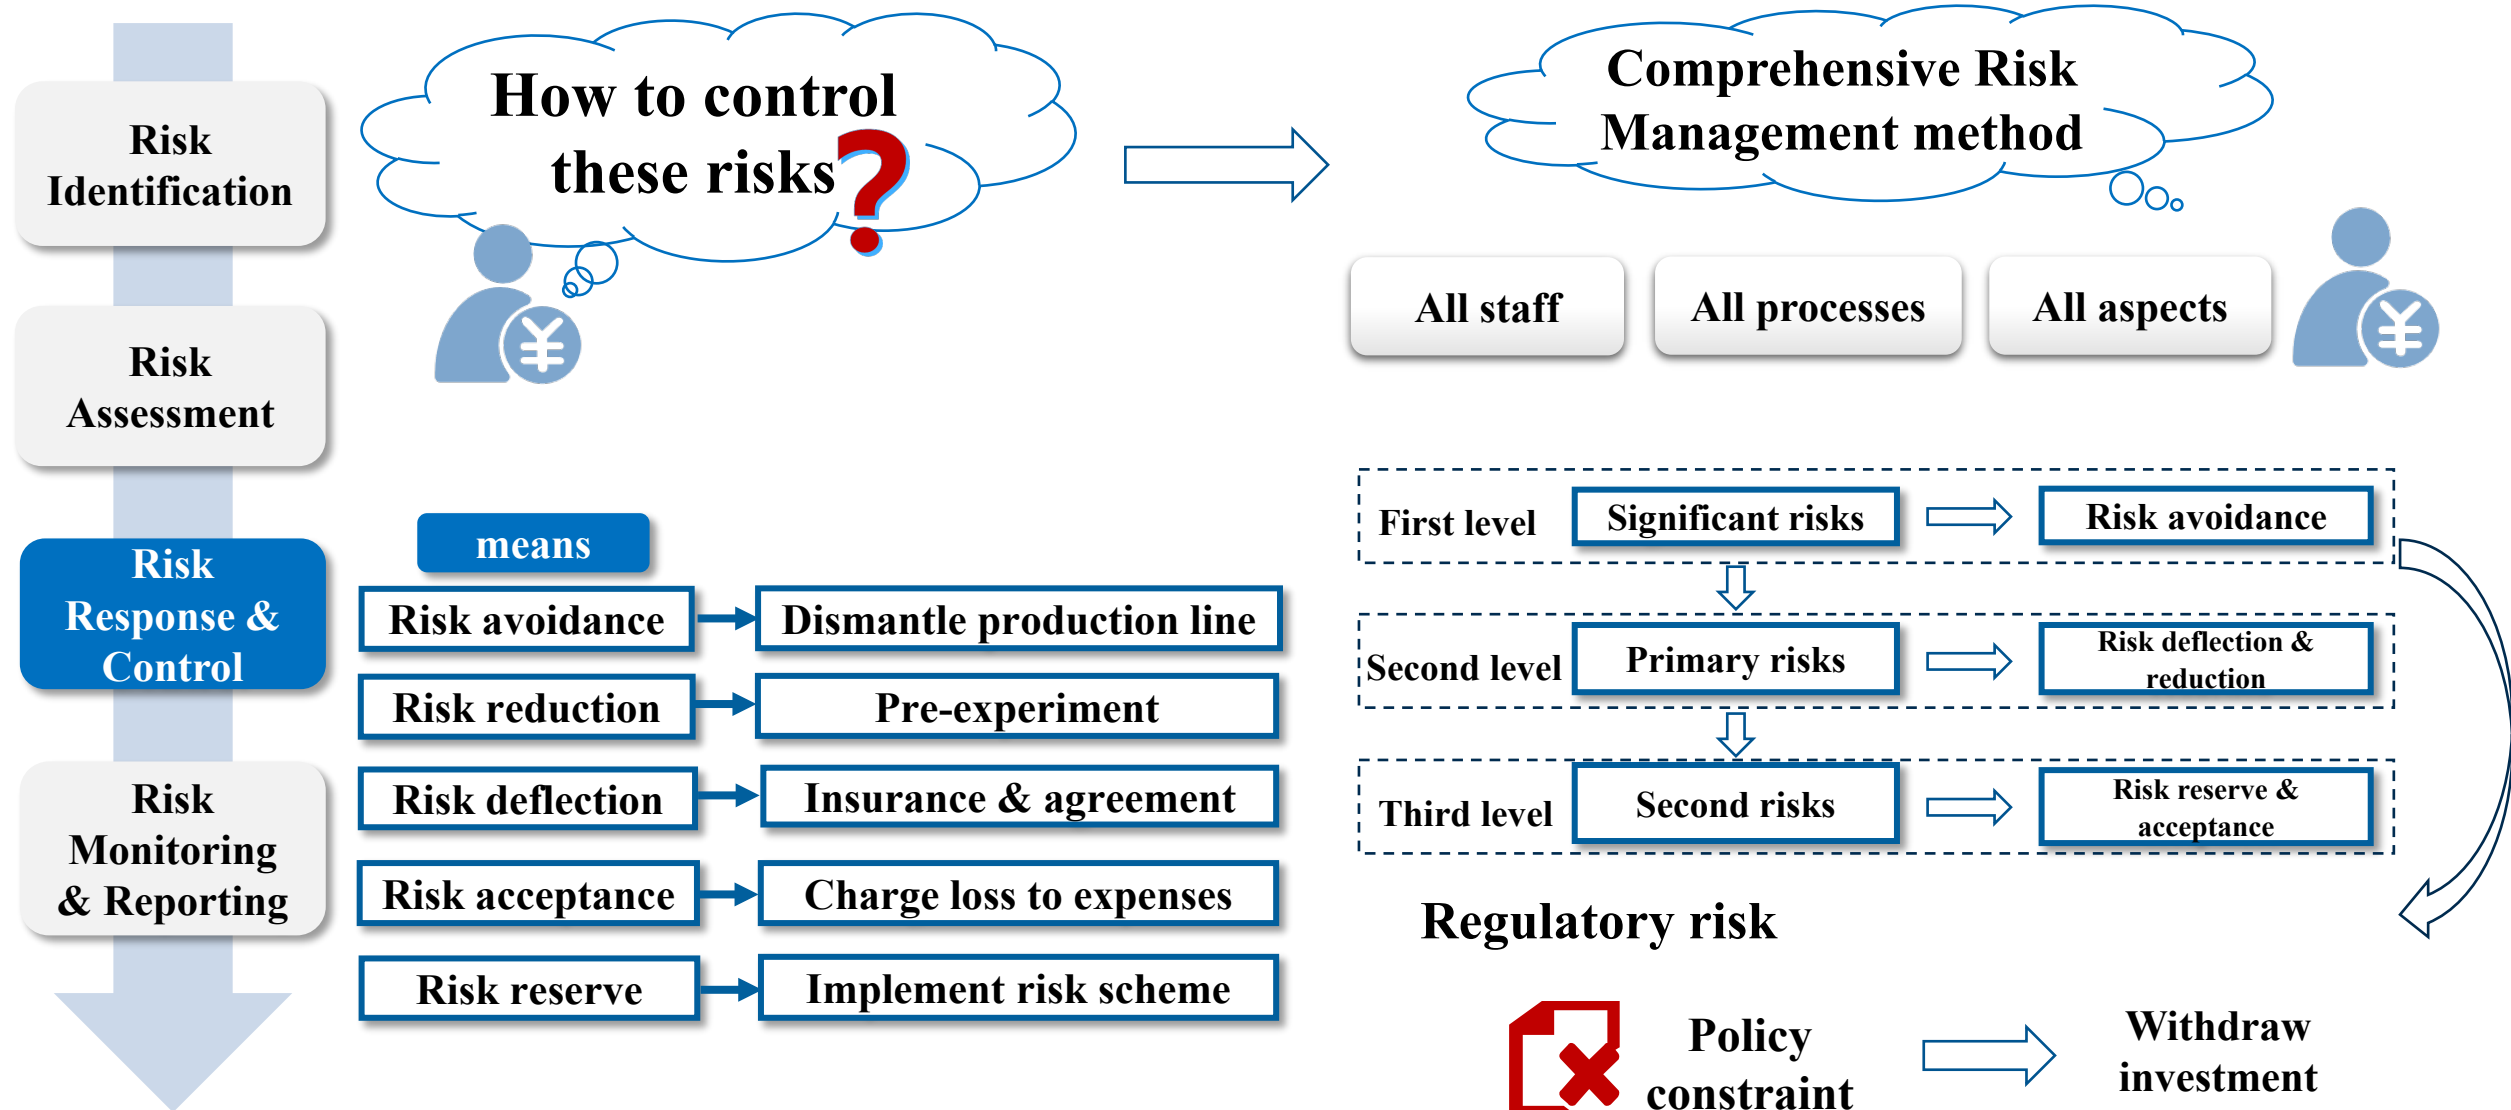 Risk
Identification
Risk
Assessment
Risk
Response &
Control
Risk
Monitoring
& Reporting
How to control
these risks?
Comprehensive Risk
Management method
¥
All staff
All processes
All aspects
¥
means
Risk avoidance
Dismantle production line
Risk reduction
Pre-experiment
Risk deflection
Insurance & agreement
Risk acceptance
Charge loss to expenses
Risk reserve
Implement risk scheme
First level
Significant risks
Risk avoidance
Second level
Primary risks
Risk deflection &
reduction
Third level
Second risks
Risk reserve &
acceptance
Regulatory risk
Policy
constraint
Withdraw
investment